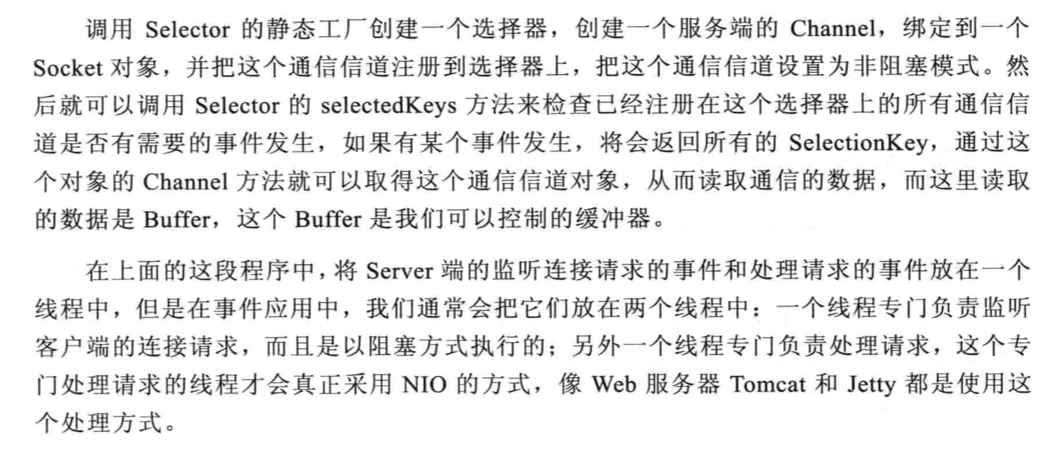 调用 Selector 的静态工厂创建一个选择器，创建一个服务端的 Channel，绑定到一个
Socket 对象，并把这个通信信道注册到选择器上，把这个通信信道设置为非阻塞模式。然
后就可以调用 Selector 的 selectedKeys 方法来检查已经注册在这个选择器上的所有通信信
道是否有需要的事件发生，如果有某个事件发生，将会返回所有的 SelectionKey，通过这
个对象的 Channel 方法就可以取得这个通信信道对象，从而读取通信的数据，而这里读取
的数据是 Buffer，这个 Buffer 是我们可以控制的缓冲器。
在上面的这段程序中，将 Server 端的监听连接请求的事件和处理请求的事件放在一个
线程中，但是在事件应用中，我们通常会把它们放在两个线程中：一个线程专门负责监听
客户端的连接请求，而且是以阻塞方式执行的；另外一个线程专门负责处理请求，这个专
门处理请求的线程才会真正采用 NIO 的方式，像 Web 服务器 Tomcat 和 Jetty 都是使用这
个处理方式。